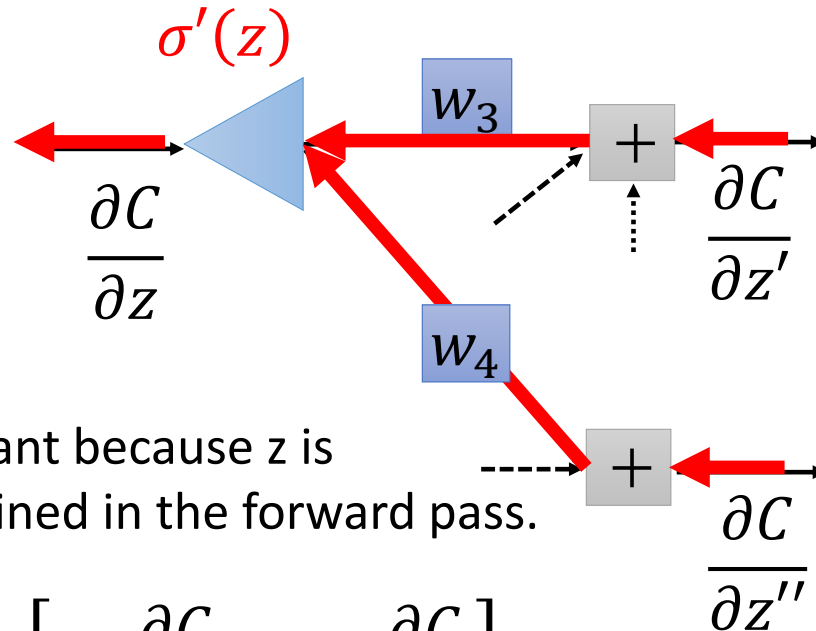 σ′(z)
w₃
+
∂C/∂z
∂C/∂z′
w₄
ant because z is
+
ined in the forward pass.
∂C/∂z′′
[ ∂C ∂C ]